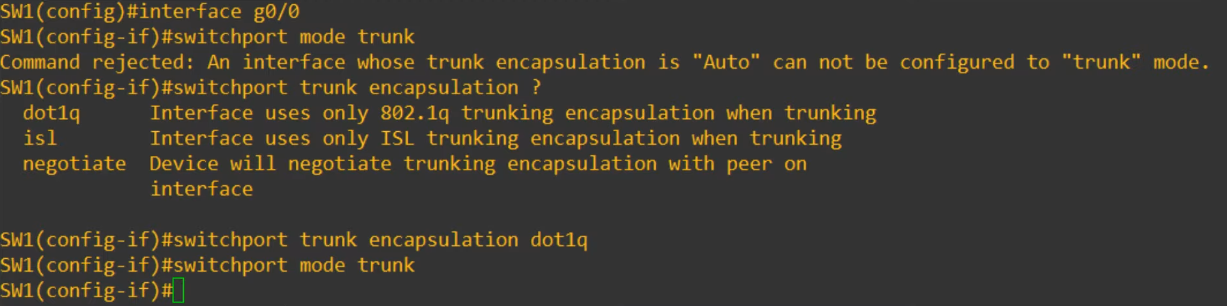 SW1(config)#interface g0/0
SW1(config-if)#switchport mode trunk
Command rejected: An interface whose trunk encapsulation is "Auto" can not be configured to "trunk" mode.
SW1(config-if)#switchport trunk encapsulation ?
  dot1q      Interface uses only 802.1q trunking encapsulation when trunking
  isl        Interface uses only ISL trunking encapsulation when trunking
  negotiate  Device will negotiate trunking encapsulation with peer on
             interface
SW1(config-if)#switchport trunk encapsulation dot1q
SW1(config-if)#switchport mode trunk
SW1(config-if)#